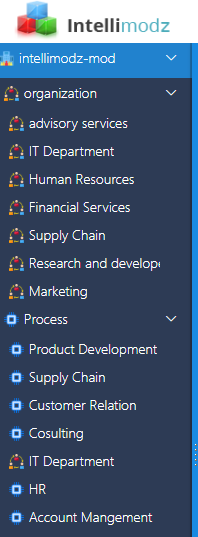 Intellimodz
intellimodz-mod
organization
advisory services
IT Department
Human Resources
Financial Services
Supply Chain
Research and develope
Marketing
Process
Product Development
Supply Chain
Customer Relation
Cosulting
IT Department
HR
Account Mangement